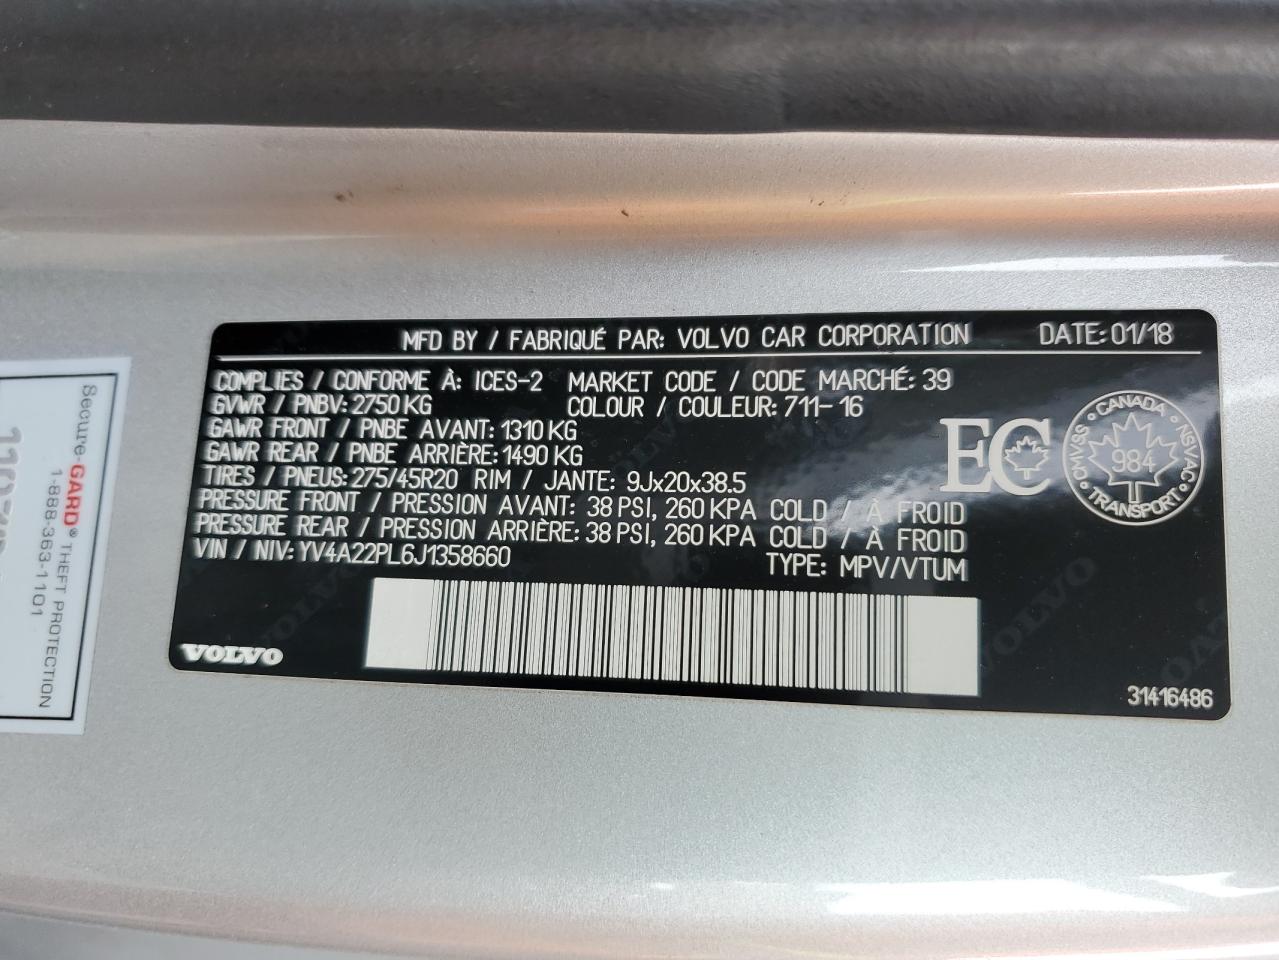 MFD BY / FABRIQUÉ PAR: VOLVO CAR CORPORATION DATE: 01/18
COMPLIES / CONFORME À: ICES-2 MARKET CODE / CODE MARCHÉ: 39
GVWR / PNBV: 2750 KG COLOUR / COULEUR: 711-16
GAWR FRONT / PNBE AVANT: 1310 KG
GAWR REAR / PNBE ARRIÈRE: 1490 KG
TIRES / PNEUS: 275/45R20 RIM / JANTE: 9Jx20x38.5
PRESSURE FRONT / PRESSION AVANT: 38 PSI, 260 KPA COLD / À FROID
PRESSURE REAR / PRESSION ARRIÈRE: 38 PSI, 260 KPA COLD / À FROID
VIN / NIV: YV4A22PL6J1358660 TYPE: MPV/VTUM
EC
CANADA
CMVSS NSVAC
984
TRANSPORT
VOLVO
31416486
Secure-GARD® THEFT PROTECTION
1-888-363-1101